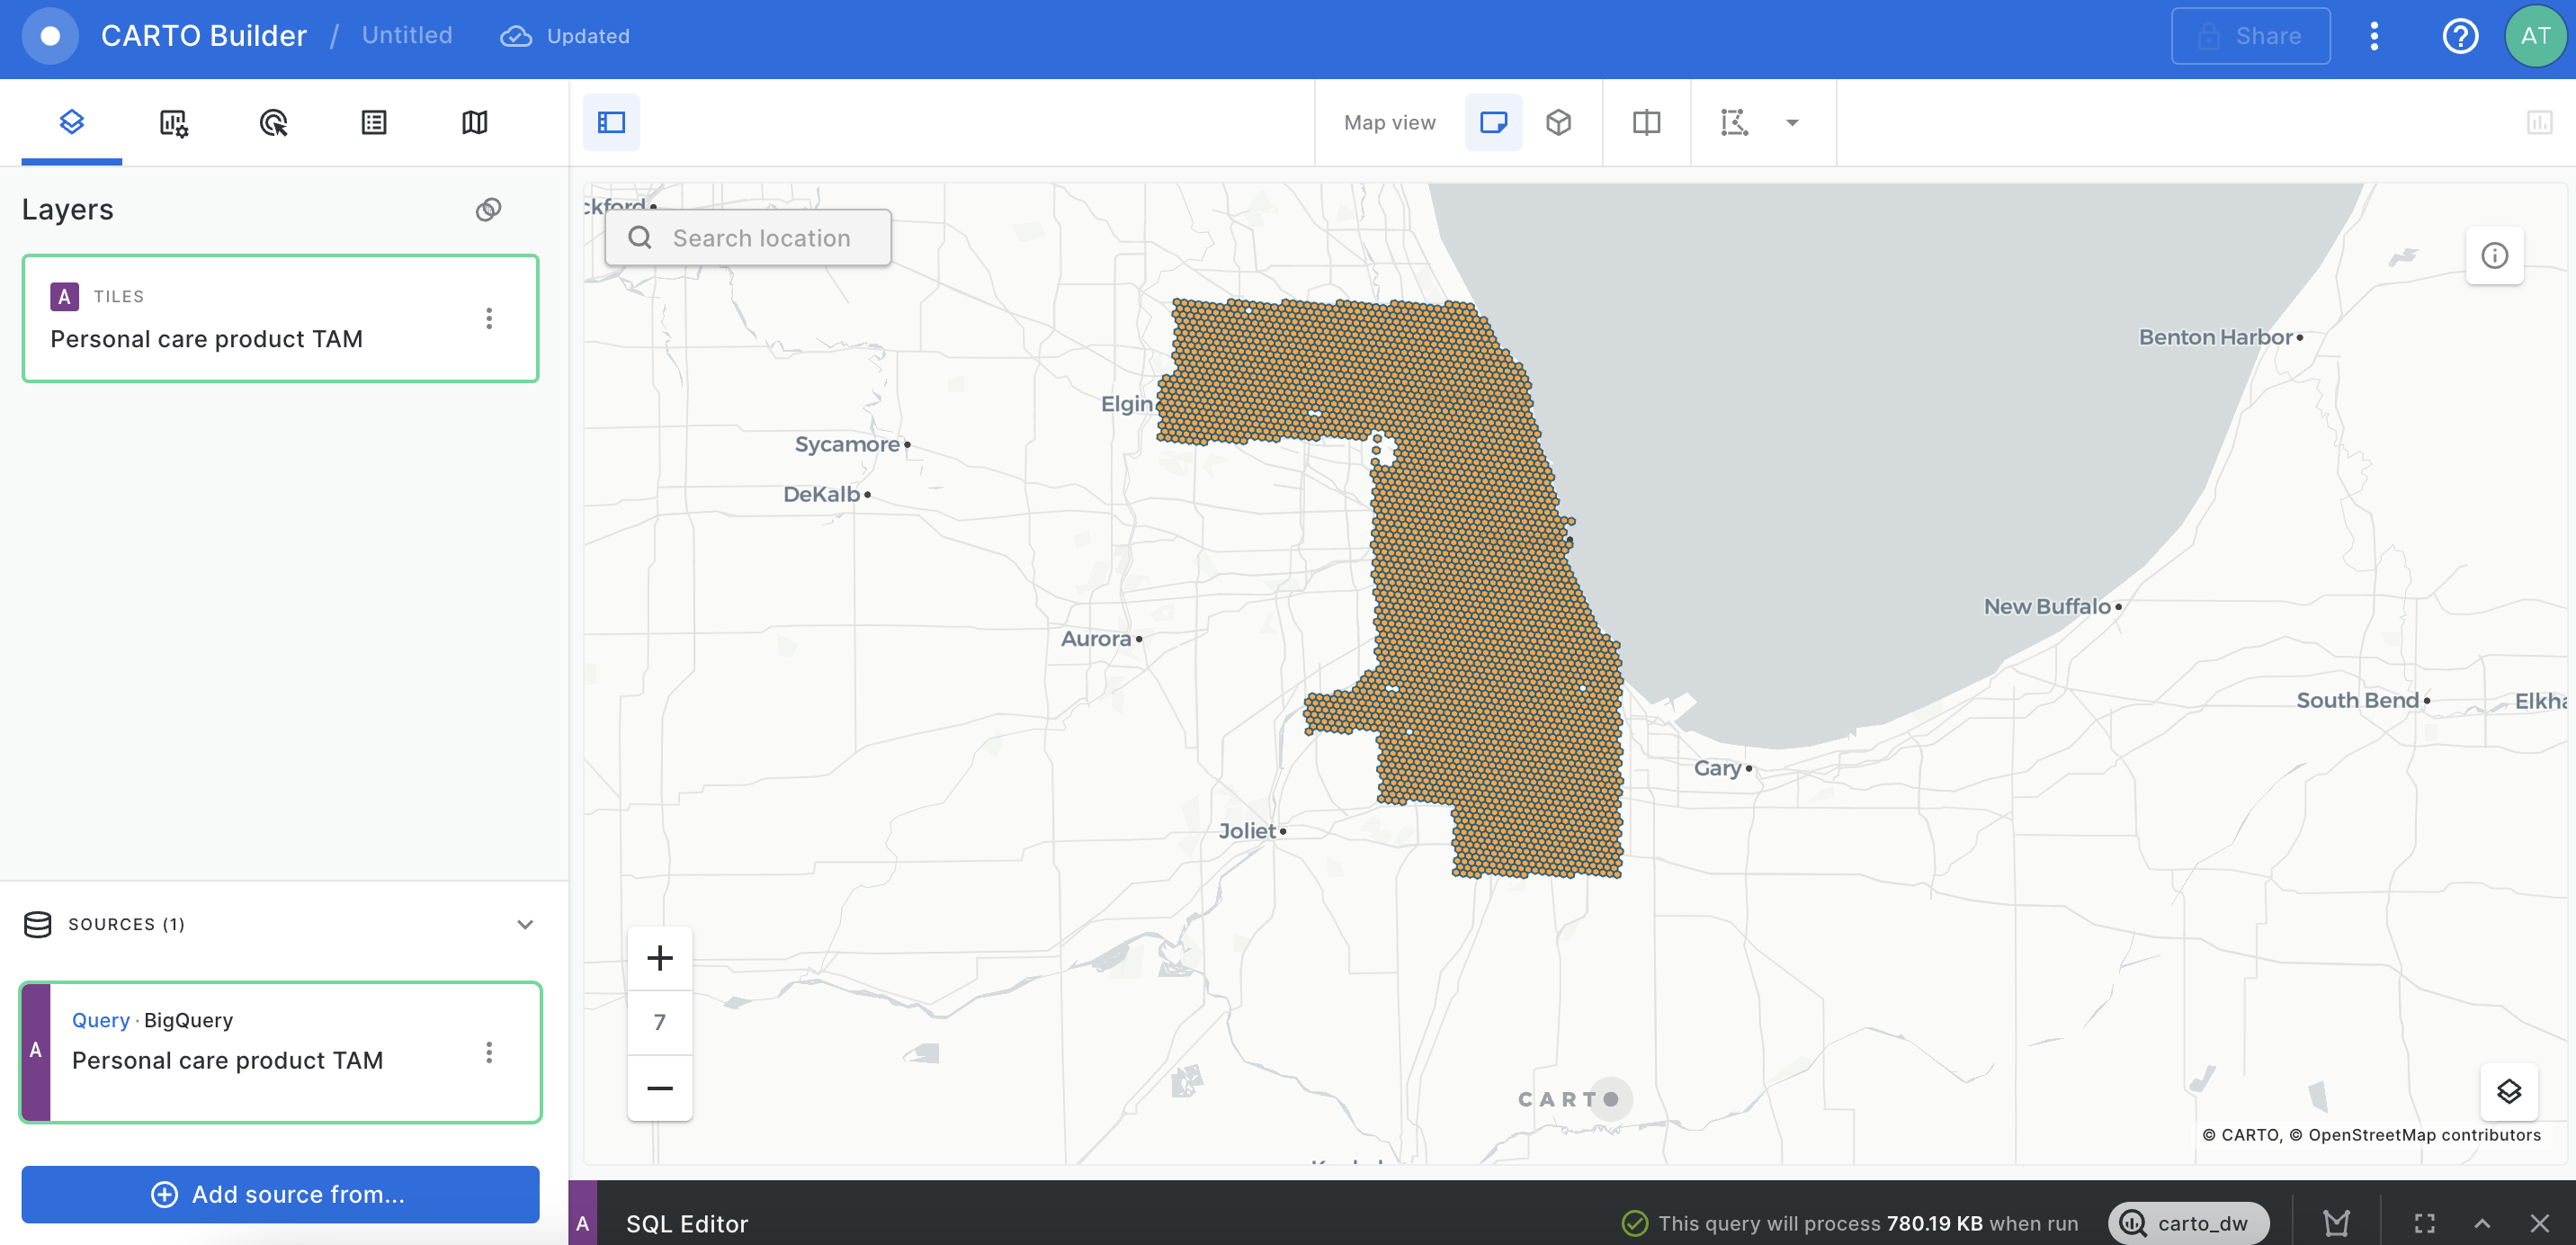 CARTO Builder / Untitled Updated Share AT
Map view
Layers
A TILES
Personal care product TAM
SOURCES (1)
A
Query · BigQuery
Personal care product TAM
Add source from...
ckford
Search location
Benton Harbor
Elgin
Sycamore
DeKalb
New Buffalo
Aurora
South Bend
Elkha
Gary
Joliet
7
CARTO
© CARTO, © OpenStreetMap contributors
A SQL Editor This query will process 780.19 KB when run carto_dw